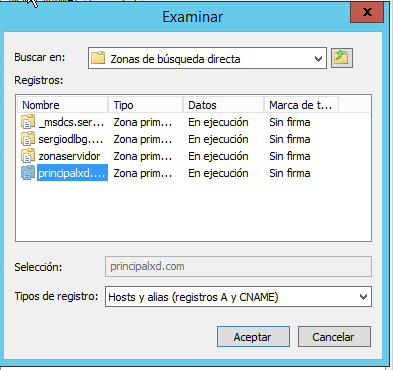 Examinar
x
Buscar en: Zonas de búsqueda directa
Registros:
Nombre Tipo Datos Marca de t...
_msdcs.ser... Zona prim... En ejecución Sin firma
sergiodlbg.... Zona prim... En ejecución Sin firma
zonaservidor Zona prim... En ejecución Sin firma
principalxd.... Zona prim... En ejecución Sin firma
Selección: principalxd.com
Tipos de registro: Hosts y alias (registros A y CNAME)
Aceptar Cancelar